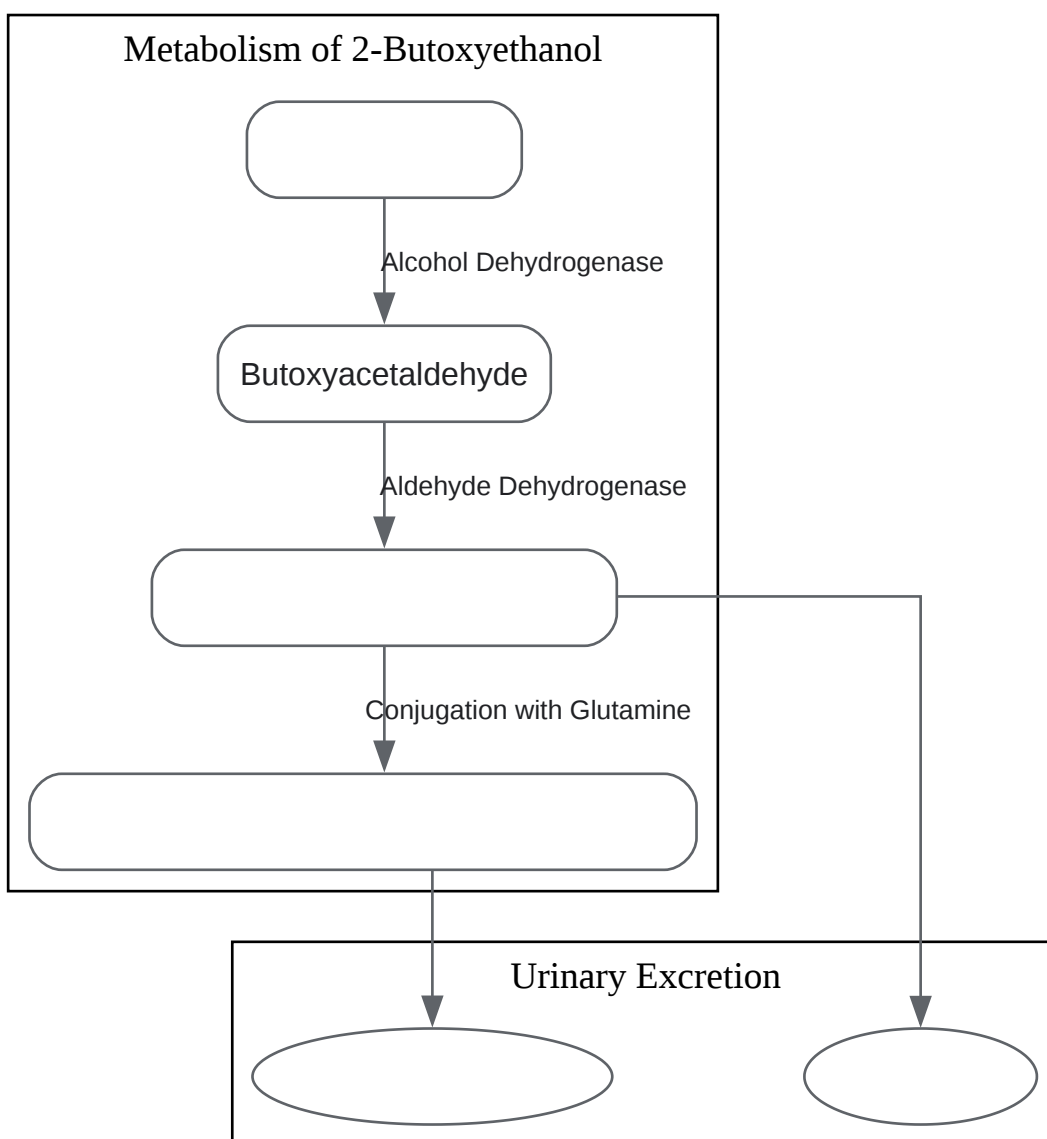 Metabolism of 2-Butoxyethanol
Alcohol Dehydrogenase
Butoxyacetaldehyde
Aldehyde Dehydrogenase
Conjugation with Glutamine
Urinary Excretion